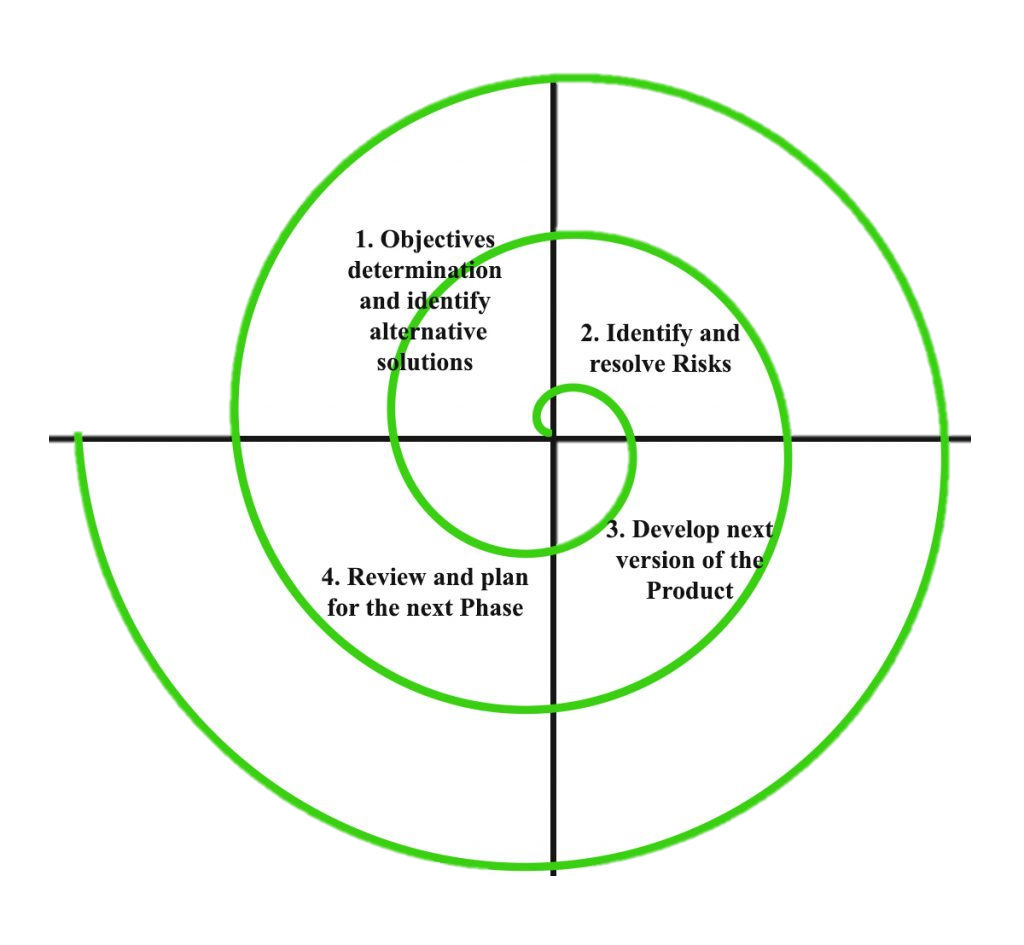 1. Objectives
determination
and identify
alternative
solutions
2. Identify and
resolve Risks
3. Develop next
version of the
Product
4. Review and plan
for the next Phase